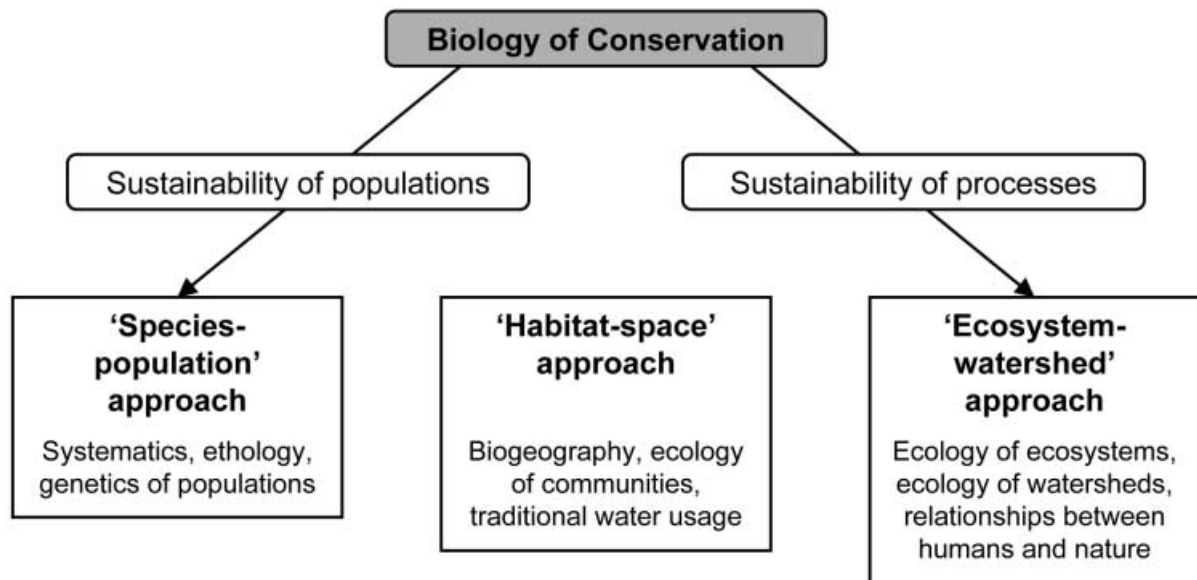 Biology of Conservation
Sustainability of populations
Sustainability of processes
‘Species-
population’
approach
Systematics, ethology,
genetics of populations
‘Habitat-space’
approach
Biogeography, ecology
of communities,
traditional water usage
‘Ecosystem-
watershed’
approach
Ecology of ecosystems,
ecology of watersheds,
relationships between
humans and nature